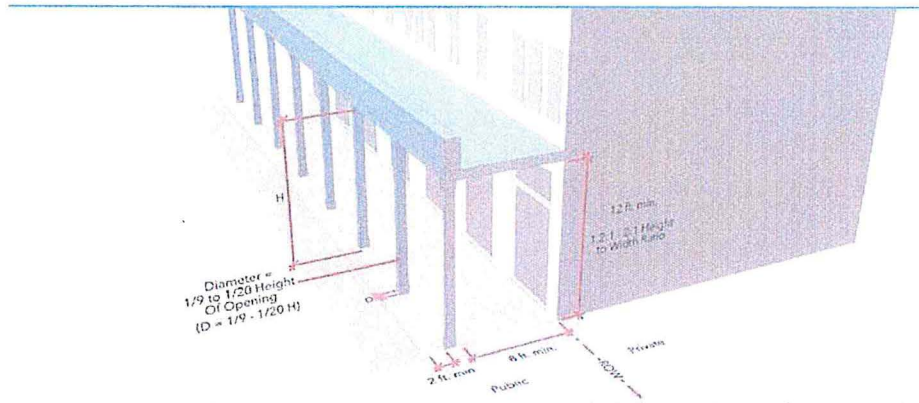 H
Diameter =
1/9 to 1/20 Height
Of Opening
(D = 1/9 - 1/20 H)
D
12 ft. min.
1.2:1 - 2:1 Height
to Width Ratio
2 ft. min
8 ft. min.
Public
-ROW-
Private